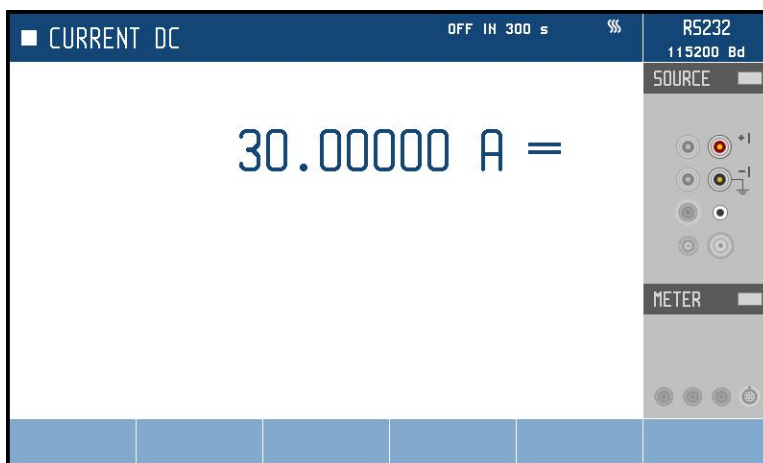 CURRENT DC
OFF IN 300 s
RS232
115200 Bd
SOURCE
30.00000 A =
+I
-I
METER